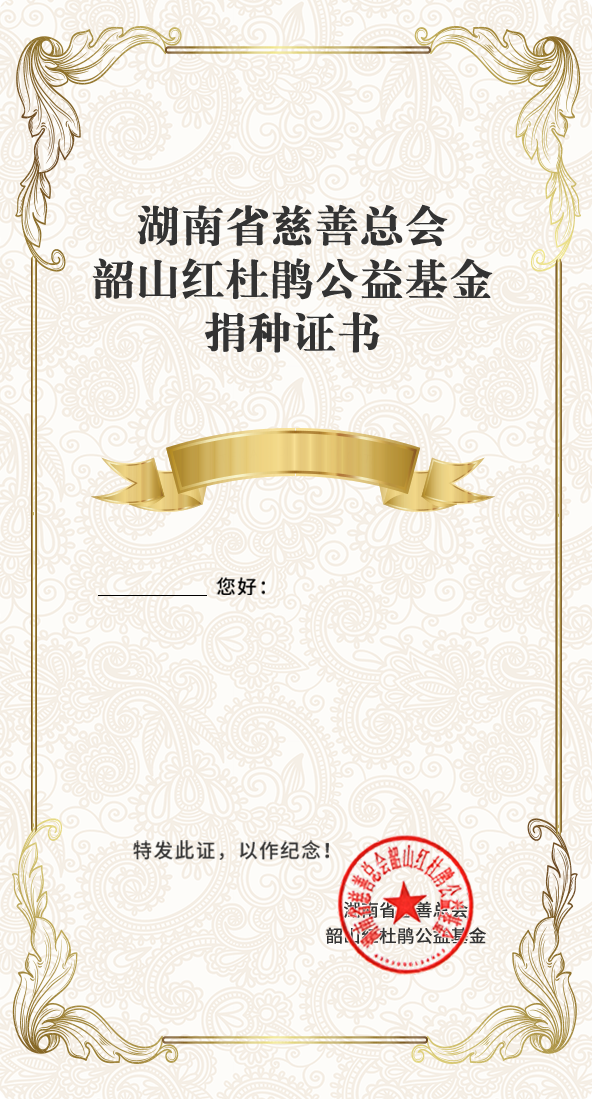 湖南省慈善总会
韶山红杜鹃公益基金
捐种证书
您好：
特发此证，以作纪念！
湖南省慈善总会韶山红杜鹃公益基金
湖南省慈善总会
韶山红杜鹃公益基金